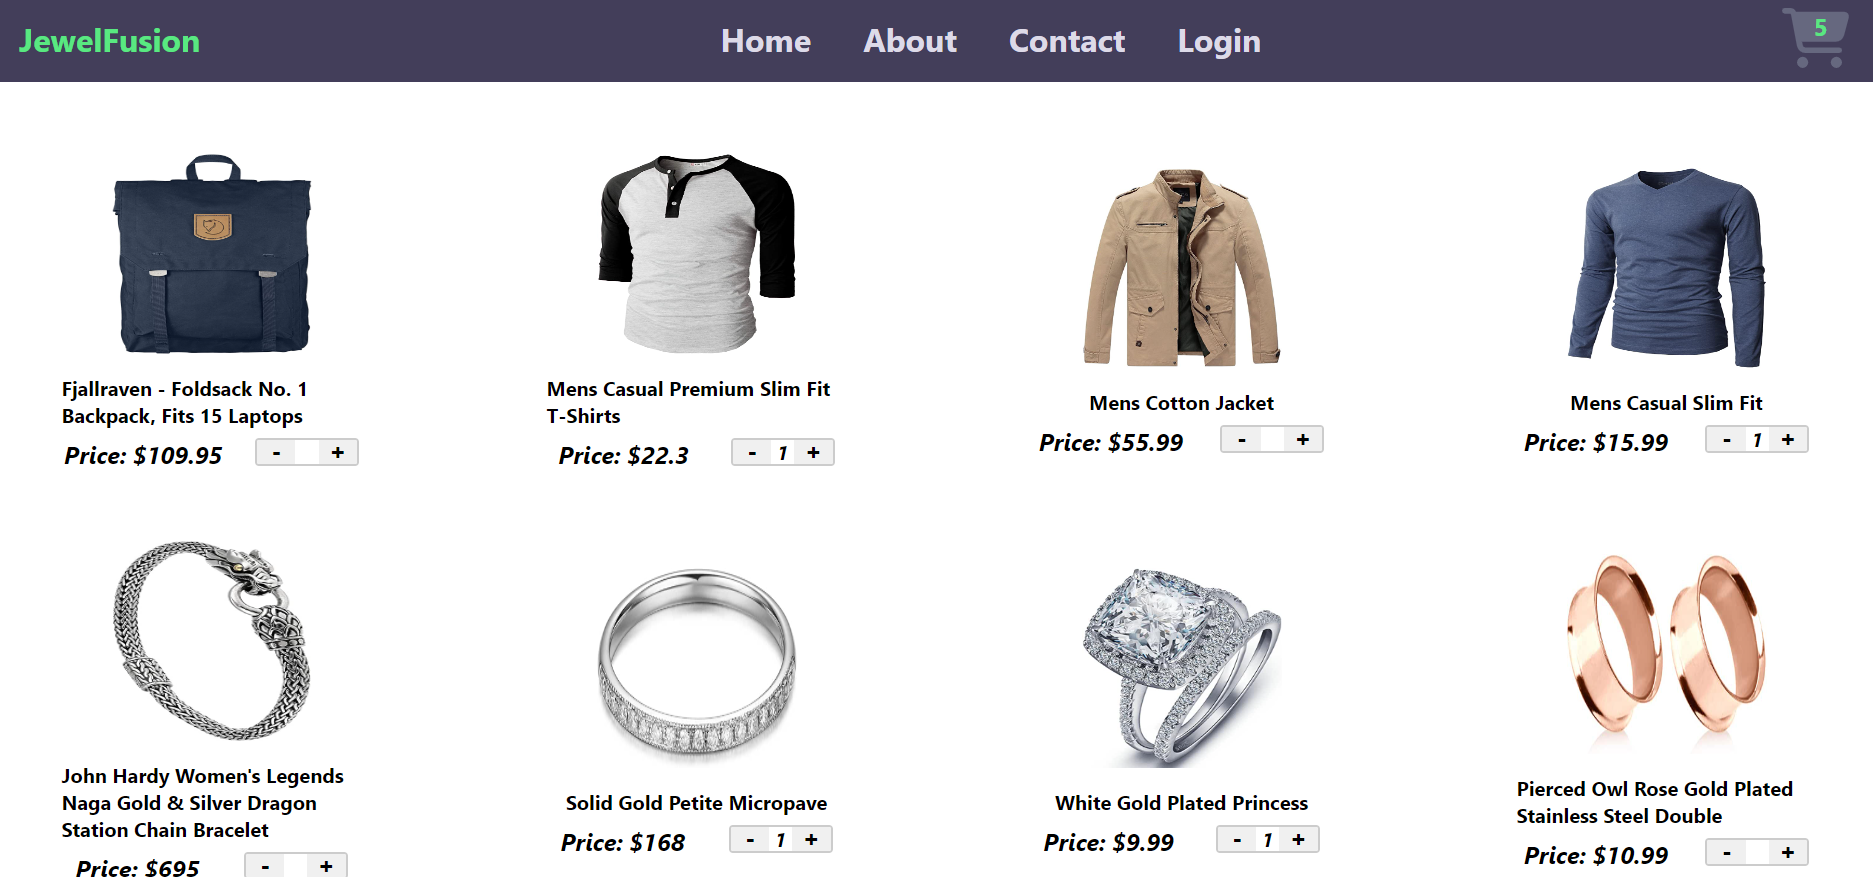 JewelFusion
Home About Contact Login
5
Fjallraven - Foldsack No. 1
Backpack, Fits 15 Laptops
Price: $109.95 - +
Mens Casual Premium Slim Fit
T-Shirts
Price: $22.3 - 1 +
Mens Cotton Jacket
Price: $55.99 - +
Mens Casual Slim Fit
Price: $15.99 - 1 +
John Hardy Women's Legends
Naga Gold & Silver Dragon
Station Chain Bracelet
Price: $695 - +
Solid Gold Petite Micropave
Price: $168 - 1 +
White Gold Plated Princess
Price: $9.99 - 1 +
Pierced Owl Rose Gold Plated
Stainless Steel Double
Price: $10.99 - +